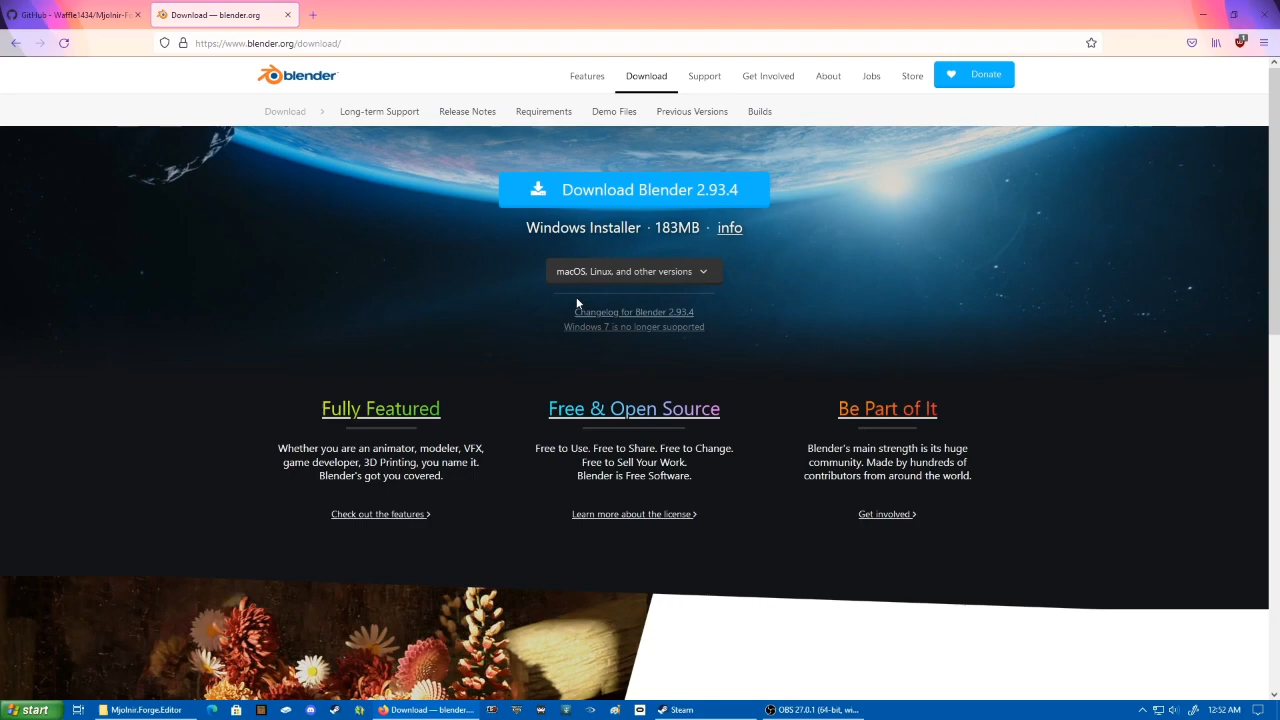 GitHub - Waffle1434/Mjolnir-Fo
Download — blender.org
https://www.blender.org/download/
1
blender
Features
Download
Support
Get Involved
About
Jobs
Store
Donate
Download
Long-term Support
Release Notes
Requirements
Demo Files
Previous Versions
Builds
Download Blender 2.93.4
Windows Installer · 183MB · info
macOS, Linux, and other versions
Changelog for Blender 2.93.4
Windows 7 is no longer supported
Fully Featured
Whether you are an animator, modeler, VFX,
game developer, 3D Printing, you name it.
Blender's got you covered.
Check out the features
Free & Open Source
Free to Use. Free to Share. Free to Change.
Free to Sell Your Work.
Blender is Free Software.
Learn more about the license
Be Part of It
Blender's main strength is its huge
community. Made by hundreds of
contributors from around the world.
Get involved
start
Mjolnir.Forge.Editor
Download — blender....
Steam
OBS 27.0.1 (64-bit, wi...
12:52 AM